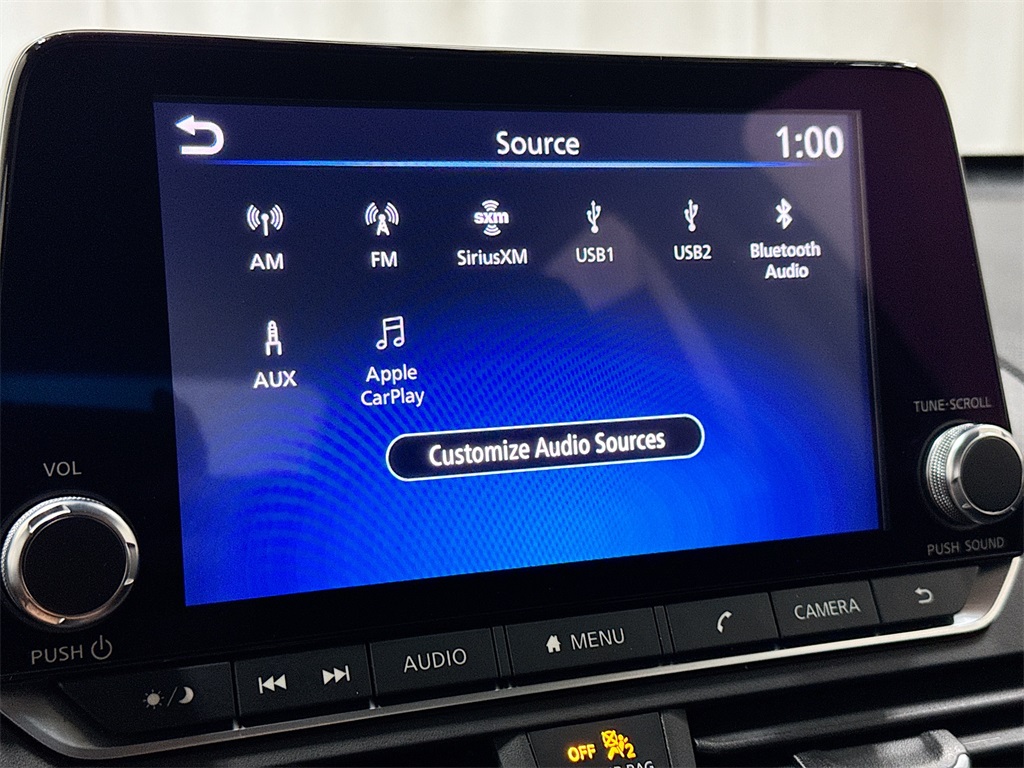 Source
1:00
AM
FM
sxm
SiriusXM
USB1
USB2
Bluetooth
Audio
AUX
Apple
CarPlay
Customize Audio Sources
TUNE·SCROLL
VOL
PUSH SOUND
PUSH
AUDIO
MENU
CAMERA
OFF
2